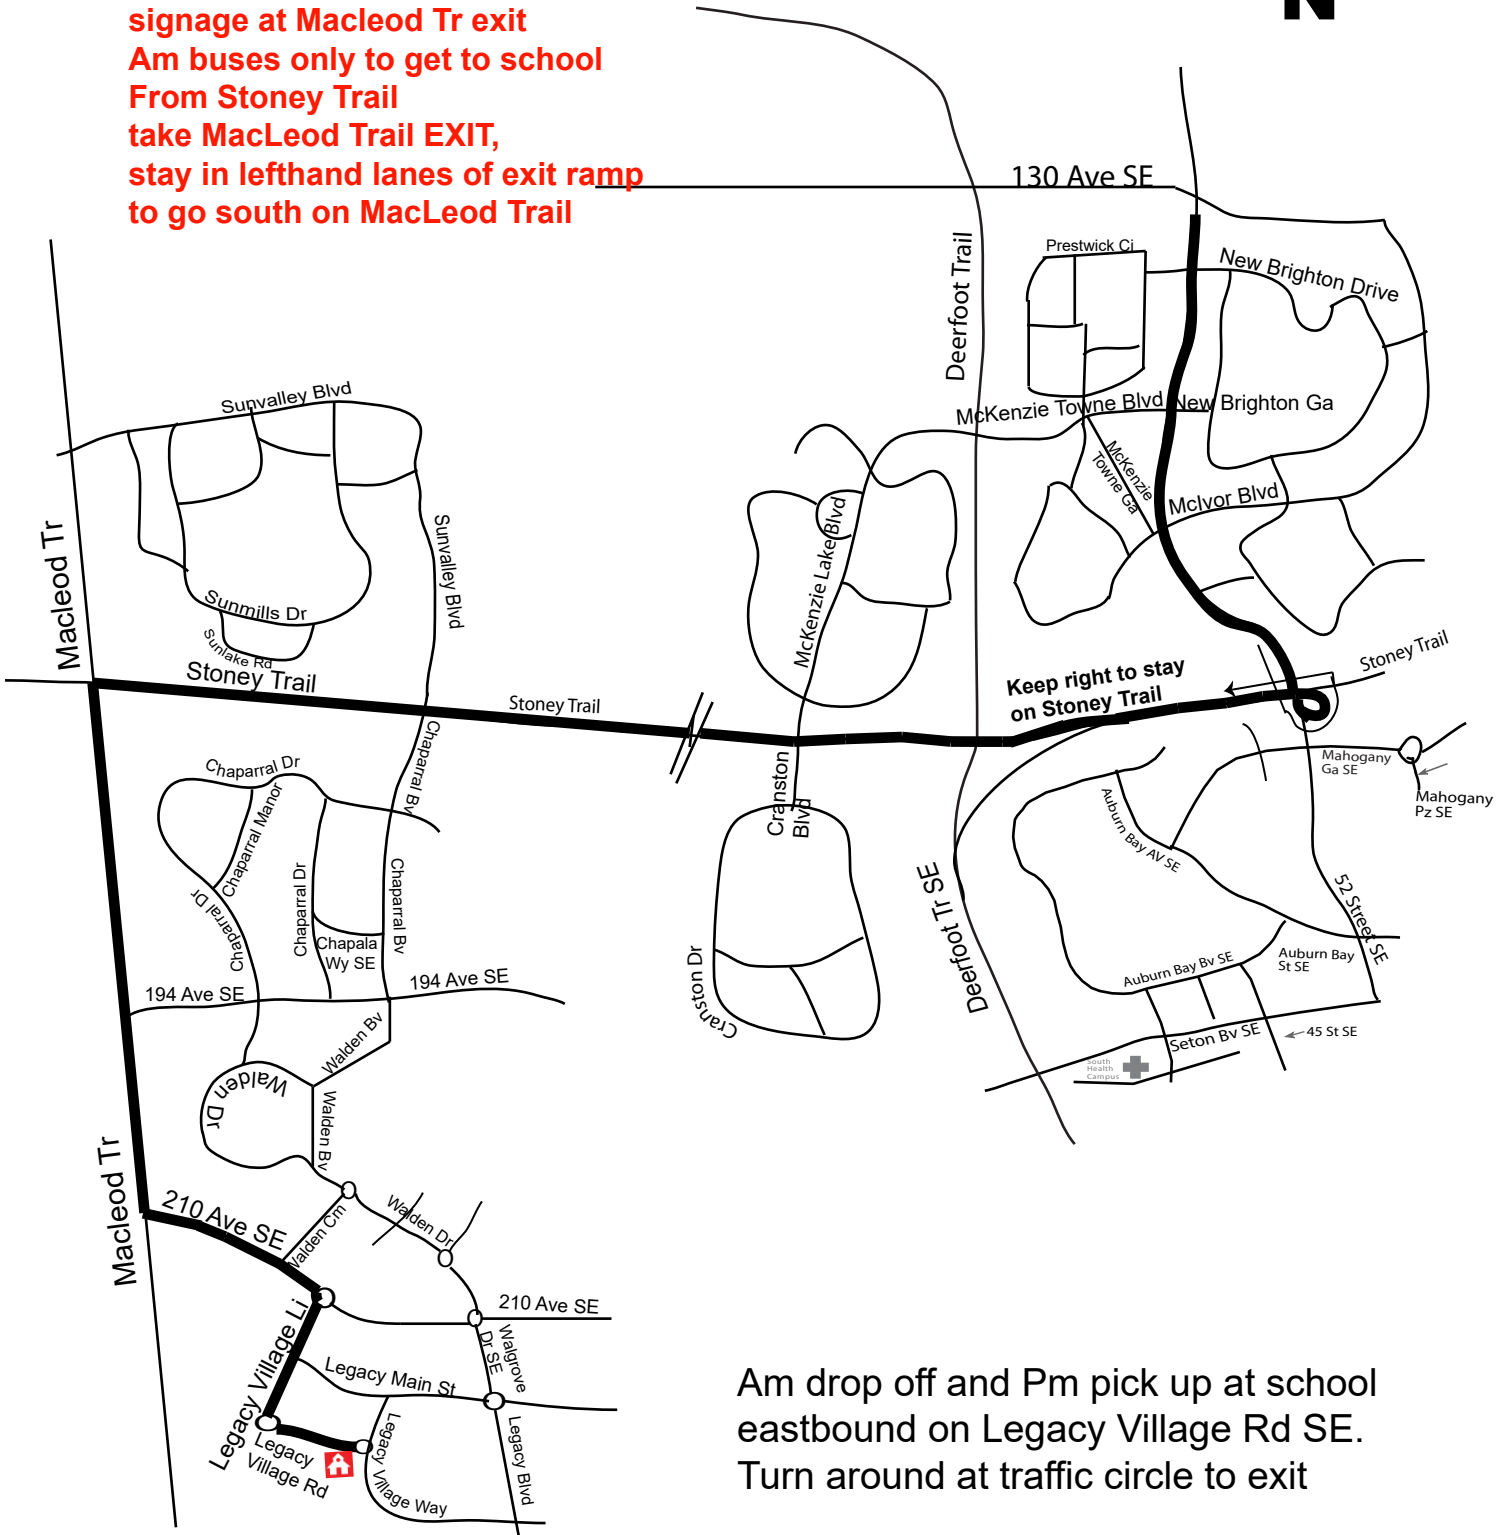 N
signage at Macleod Tr exit
Am buses only to get to school
From Stoney Trail
take MacLeod Trail EXIT,
stay in lefthand lanes of exit ramp
to go south on MacLeod Trail
130 Ave SE
Deerfoot Trail
Prestwick Ci
New Brighton Drive
McKenzie Towne Blvd
New Brighton Ga
McKenzie
Towne Ga
McIvor Blvd
Sunvalley Blvd
Sunvalley Blvd
Macleod Tr
Sunmills Dr
Sunlake Rd
Stoney Trail
Stoney Trail
McKenzie Lake Blvd
Keep right to stay
on Stoney Trail
Stoney Trail
Chaparral Bv
Chaparral Dr
Chaparral Manor
Chaparral Dr
Chaparral Dr
Chaparral Bv
Chapala
Wy SE
194 Ave SE
194 Ave SE
Cranston
Blvd
Cranston Dr
Deerfoot Tr SE
Mahogany
Ga SE
Mahogany
Pz SE
Auburn Bay AV SE
52 Street SE
Auburn Bay Bv SE
Auburn Bay
St SE
Seton Bv SE
45 St SE
South
Health
Campus
Walden Bv
Walden Dr
Walden Bv
Macleod Tr
210 Ave SE
Walden Cm
Walden Dr
210 Ave SE
Walgrove
Dr SE
Legacy Village Li
Legacy Main St
Legacy
Village Rd
Legacy Village Way
Legacy Blvd
Am drop off and Pm pick up at school
eastbound on Legacy Village Rd SE.
Turn around at traffic circle to exit